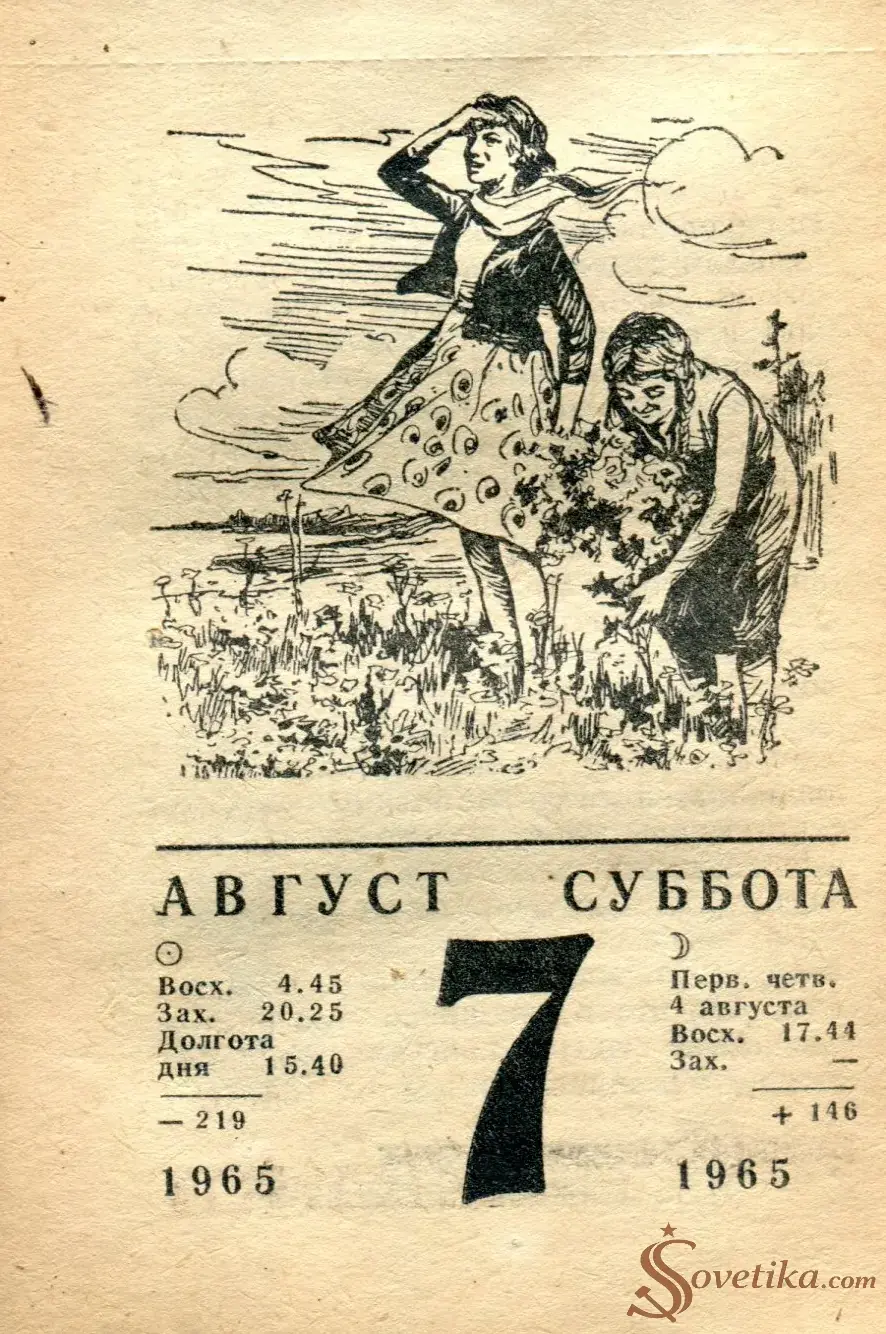 АВГУСТ СУББОТА
Восх. 4.45
Зах. 20.25
Долгота
дня 15.40
— 219
1965
7
Перв. четв.
4 августа
Восх. 17.44
Зах. —
+ 146
1965
Sovetika.com